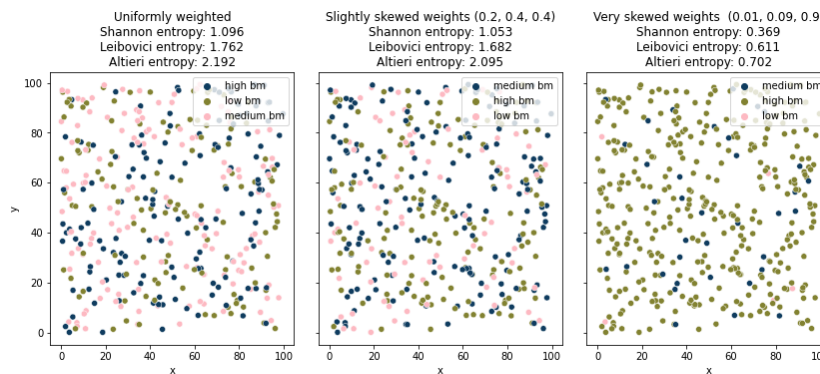 Uniformly weighted
Shannon entropy: 1.096
Leibovici entropy: 1.762
Altieri entropy: 2.192
high bm
low bm
medium bm
100
80
60
40
20
0
y
0 20 40 60 80 100
x
Slightly skewed weights (0.2, 0.4, 0.4)
Shannon entropy: 1.053
Leibovici entropy: 1.682
Altieri entropy: 2.095
medium bm
high bm
low bm
0 20 40 60 80 100
x
Very skewed weights (0.01, 0.09, 0.9
Shannon entropy: 0.369
Leibovici entropy: 0.611
Altieri entropy: 0.702
medium bm
high bm
low bm
0 20 40 60 80 100
x